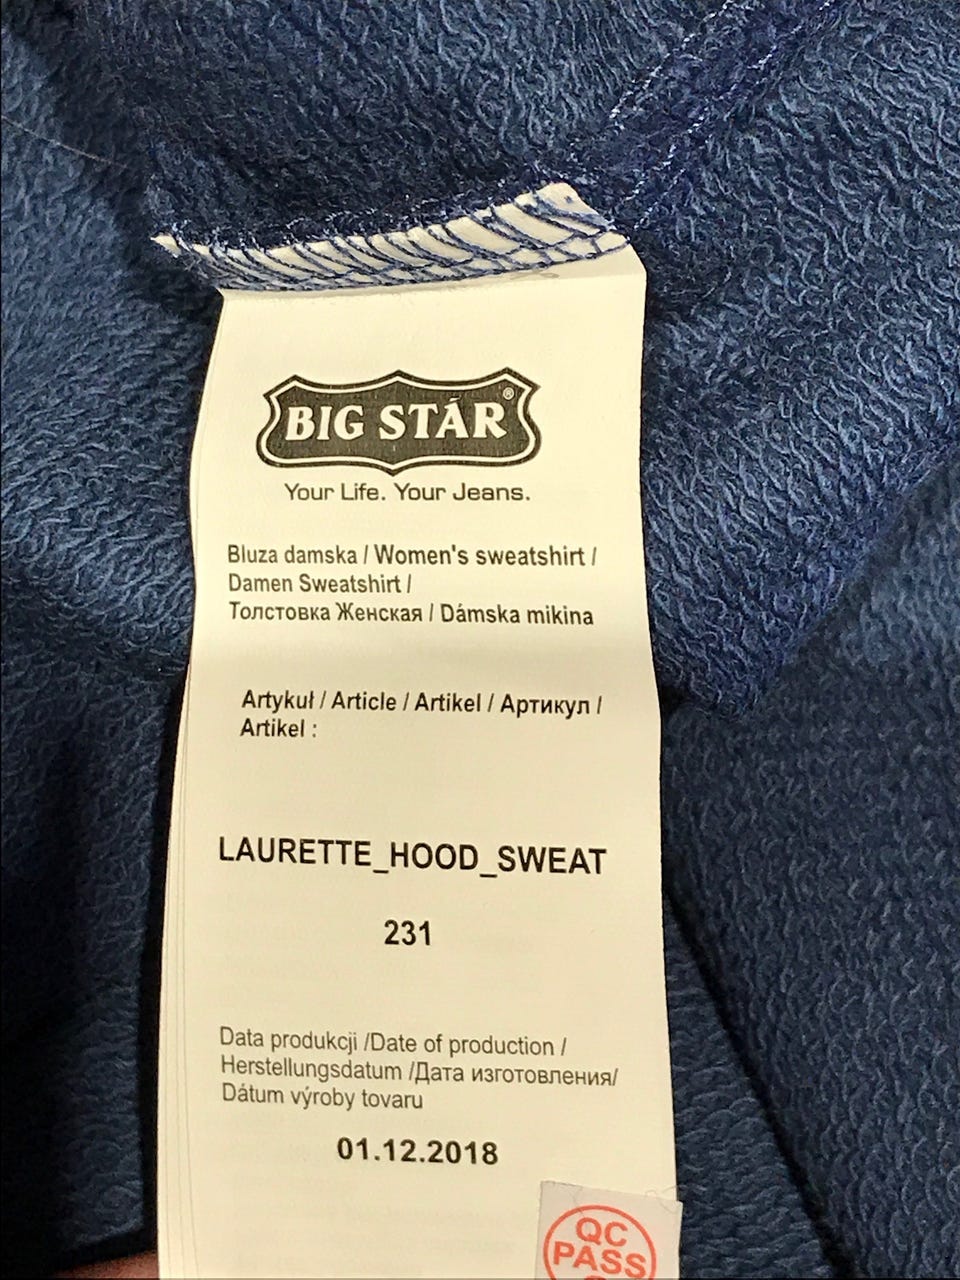 BIG STÁR®
Your Life. Your Jeans.
Bluza damska / Women's sweatshirt /
Damen Sweatshirt /
Толстовка Женская / Dámska mikina
Artykuł / Article / Artikel / Артикул /
Artikel :
LAURETTE_HOOD_SWEAT
231
Data produkcji /Date of production /
Herstellungsdatum /Дата изготовления/
Dátum výroby tovaru
01.12.2018
QC
PASS